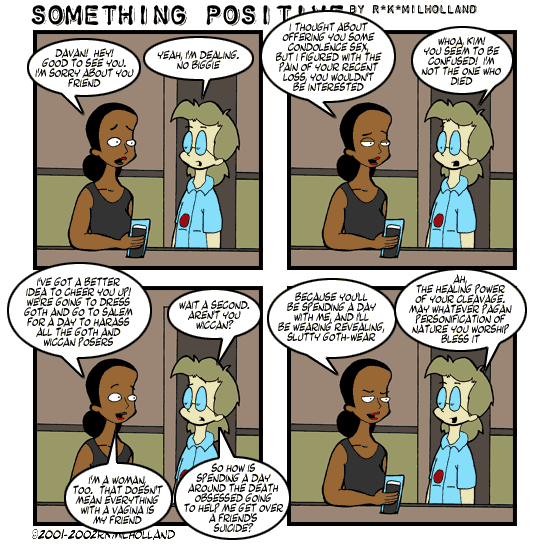 SOMETHING POSITIVE BY R*K*MILHOLLAND
DAVAN! HEY!
GOOD TO SEE YOU.
I'M SORRY ABOUT YOU
FRIEND
YEAH, I'M DEALING.
NO BIGGIE
I THOUGHT ABOUT
OFFERING YOU SOME
CONDOLENCE SEX,
BUT I FIGURED WITH THE
PAIN OF YOUR RECENT
LOSS, YOU WOULDN'T
BE INTERESTED
WHOA, KIM!
YOU SEEM TO BE
CONFUSED! I'M
NOT THE ONE WHO
DIED
I'VE GOT A BETTER
IDEA TO CHEER YOU UP!
WE'RE GOING TO DRESS
GOTH AND GO TO SALEM
FOR A DAY TO HARASS
ALL THE GOTH AND
WICCAN POSERS
WAIT A SECOND.
AREN'T YOU
WICCAN?
I'M A WOMAN,
TOO. THAT DOESN'T
MEAN EVERYTHING
WITH A VAGINA IS
MY FRIEND
SO HOW IS
SPENDING A DAY
AROUND THE DEATH
OBSESSED GOING
TO HELP ME GET OVER
A FRIEND'S
SUICIDE?
BECAUSE YOU'LL
BE SPENDING A DAY
WITH ME, AND I'LL
BE WEARING REVEALING,
SLUTTY GOTH-WEAR
AH,
THE HEALING POWER
OF YOUR CLEAVAGE.
MAY WHATEVER PAGAN
PERSONIFICATION OF
NATURE YOU WORSHIP
BLESS IT
©2001-2002R*K*MILHOLLAND